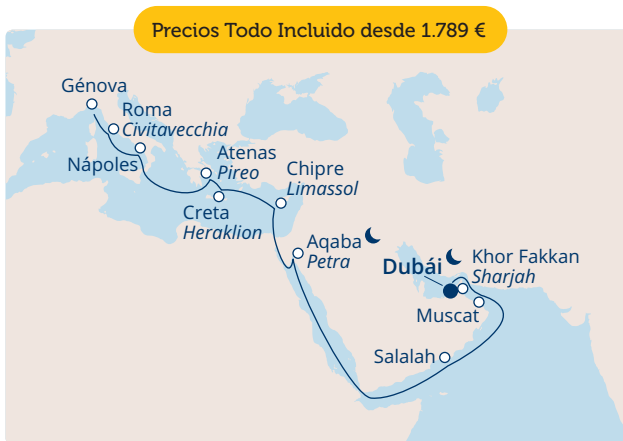 Precios Todo Incluido desde 1.789 €
Génova
Roma
Civitavecchia
Nápoles
Atenas
Pireo
Chipre
Limassol
Creta
Heraklion
Aqaba
Petra
Dubái
Khor Fakkan
Sharjah
Muscat
Salalah